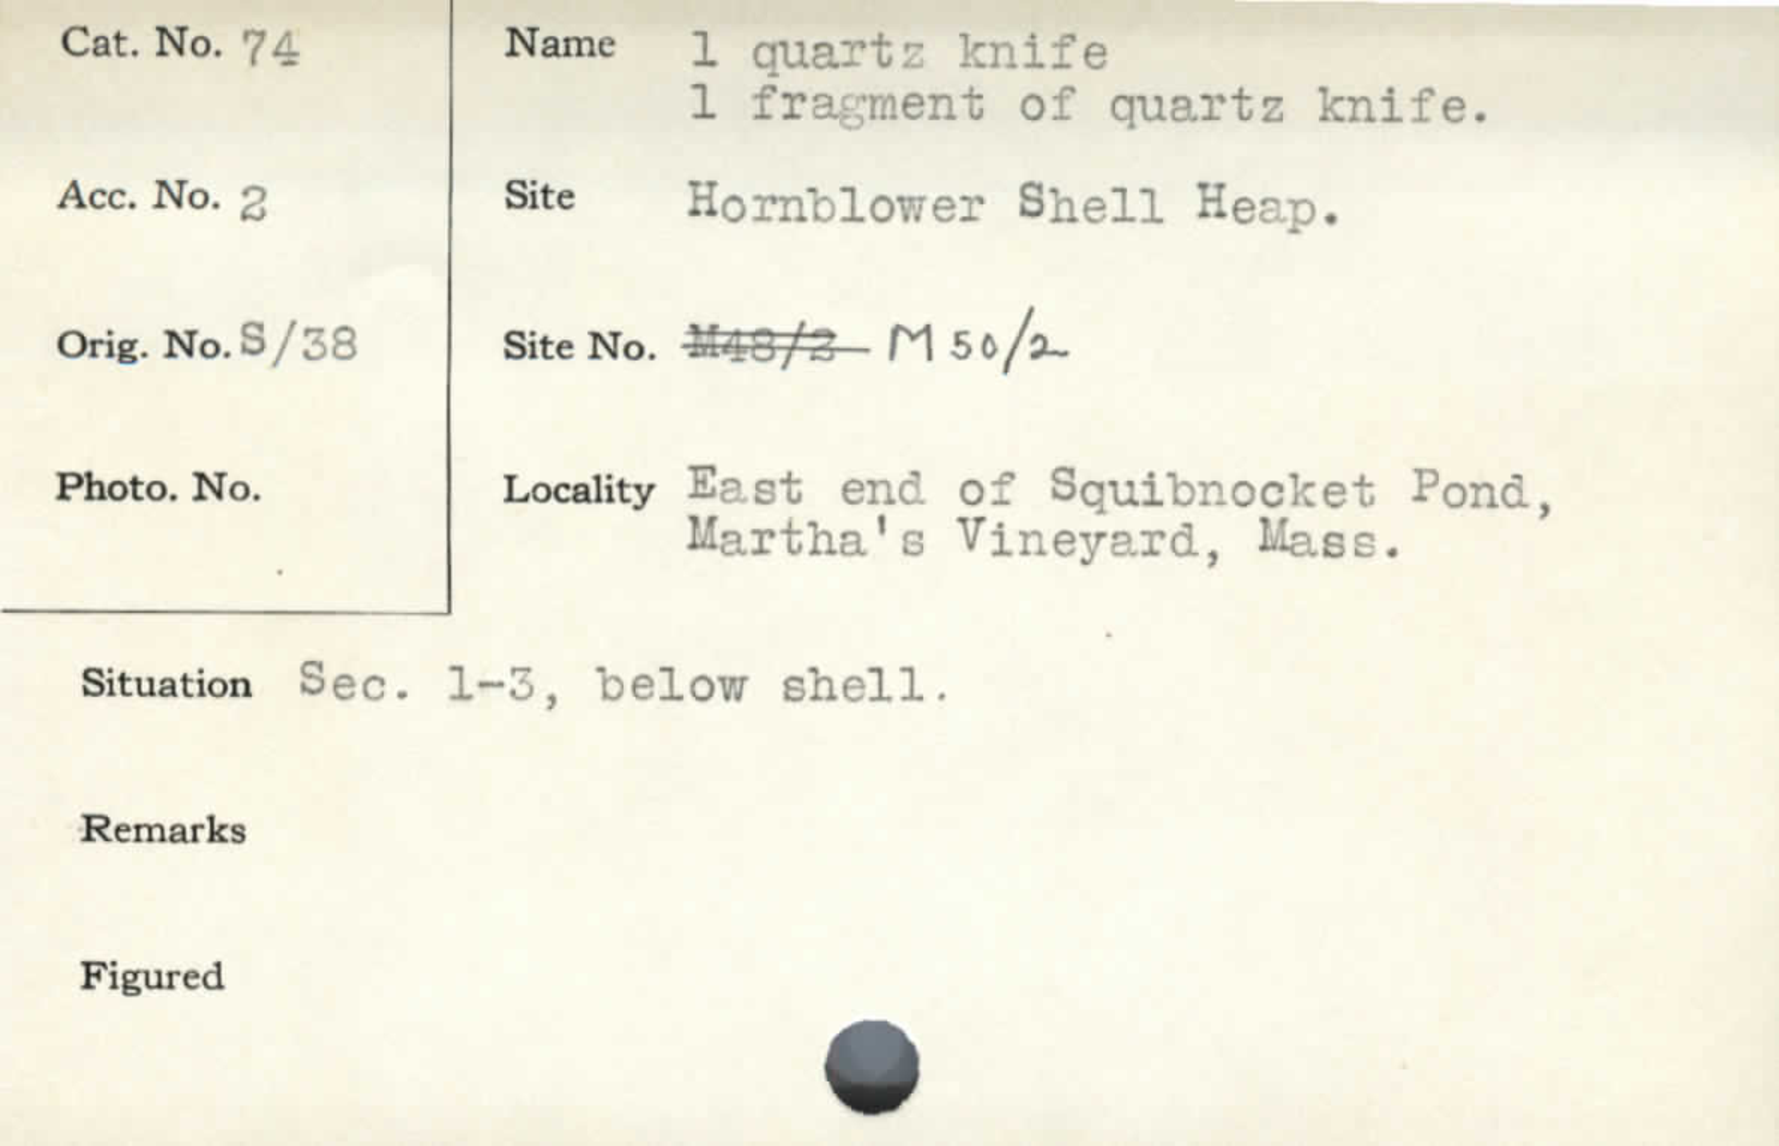 Cat. No. 74
Name 1 quartz knife
1 fragment of quartz knife.
Acc. No. 2
Site Hornblower Shell Heap.
Orig. No. S/38
Site No. M48/2 M 50/2
Photo. No.
Locality East end of Squibnocket Pond,
Martha's Vineyard, Mass.
Situation Sec. 1-3, below shell.
Remarks
Figured